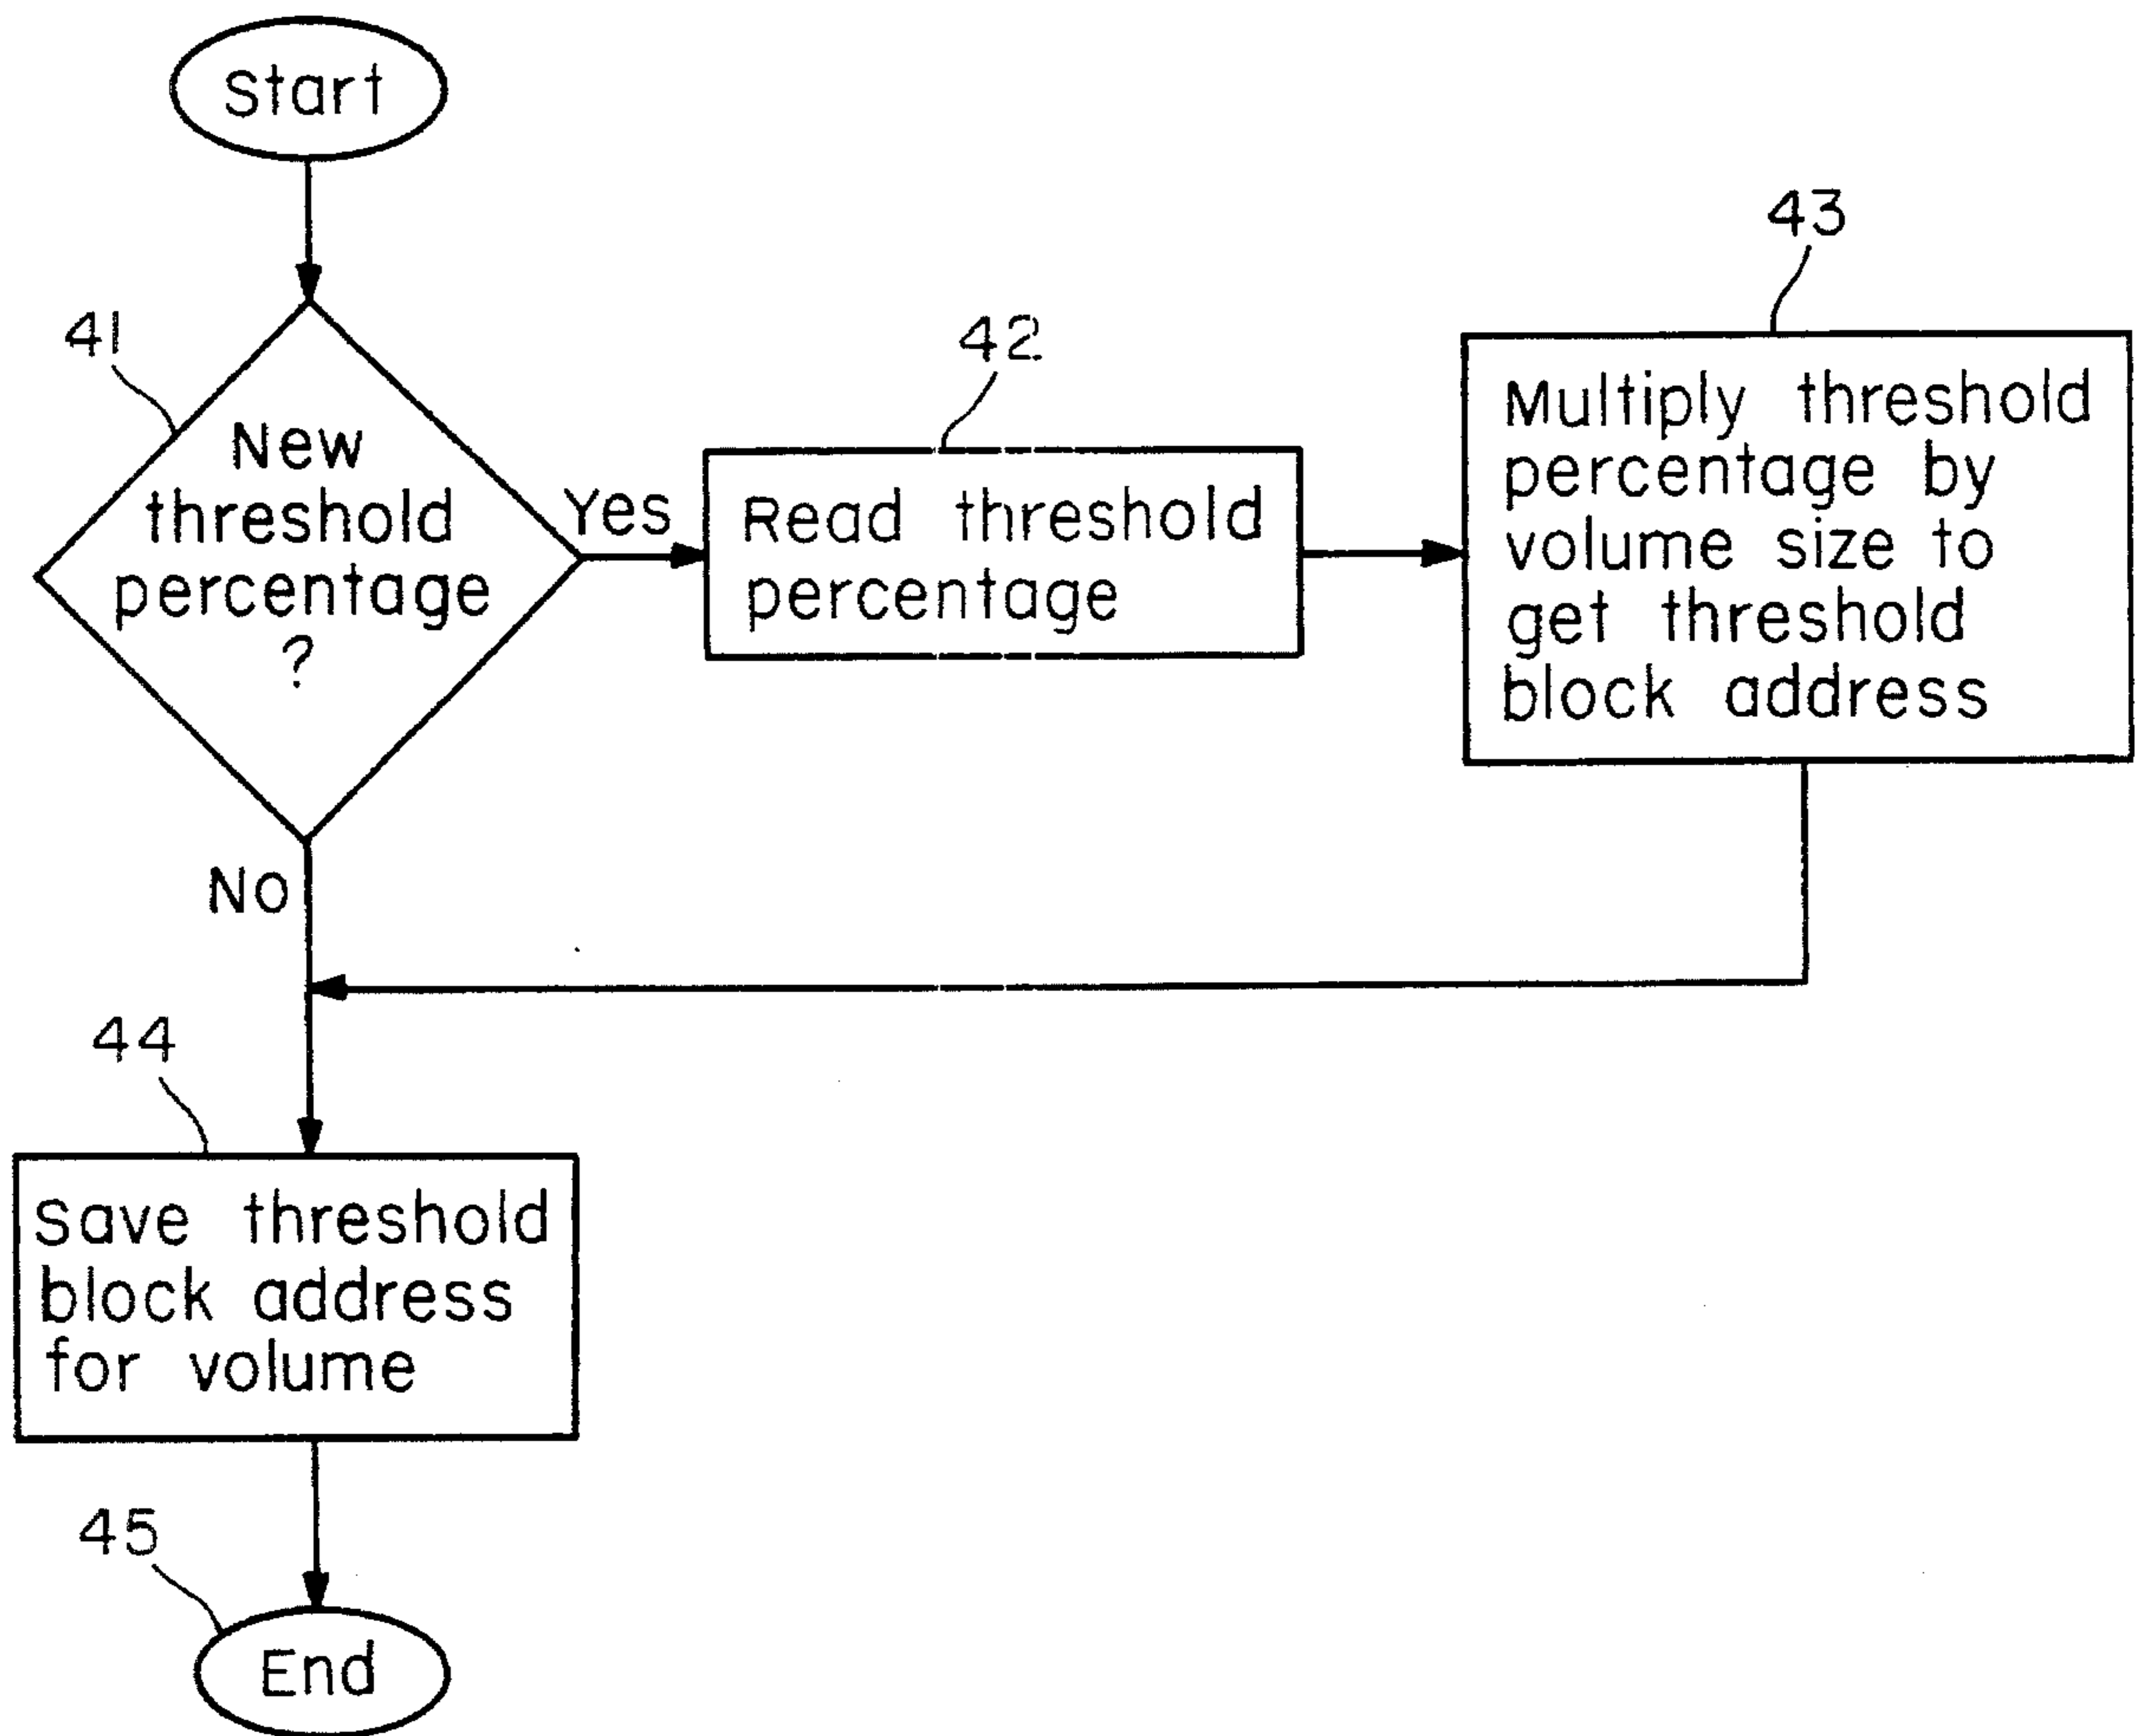 Start
41
New
threshold
percentage
?
Yes
No
42
Read threshold
percentage
43
Multiply threshold
percentage by
volume size to
get threshold
block address
44
Save threshold
block address
for volume
45
End